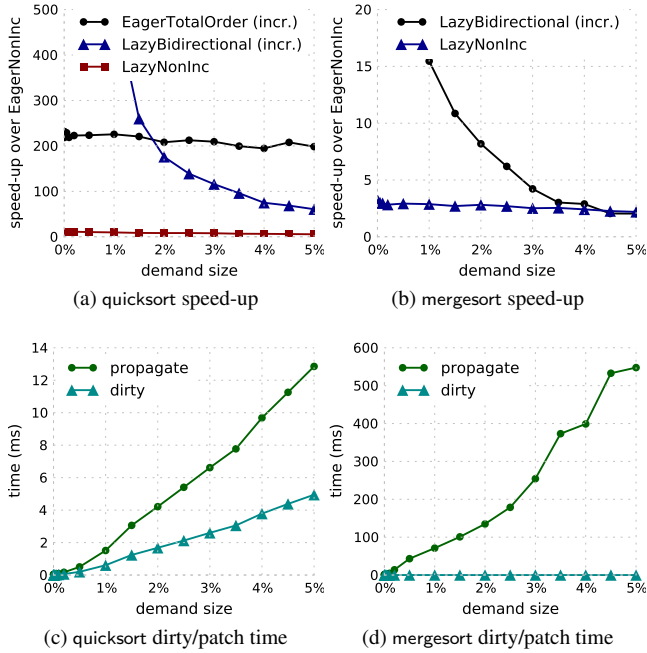 500
400
300
200
100
0
speed-up over EagerNonInc
EagerTotalOrder (incr.)
LazyBidirectional (incr.)
LazyNonInc
0% 1% 2% 3% 4% 5%
demand size
(a) quicksort speed-up
20
15
10
5
0
speed-up over EagerNonInc
LazyBidirectional (incr.)
LazyNonInc
0% 1% 2% 3% 4% 5%
demand size
(b) mergesort speed-up
14
12
10
8
6
4
2
0
time (ms)
propagate
dirty
0% 1% 2% 3% 4% 5%
demand size
(c) quicksort dirty/patch time
600
500
400
300
200
100
0
time (ms)
propagate
dirty
0% 1% 2% 3% 4% 5%
demand size
(d) mergesort dirty/patch time